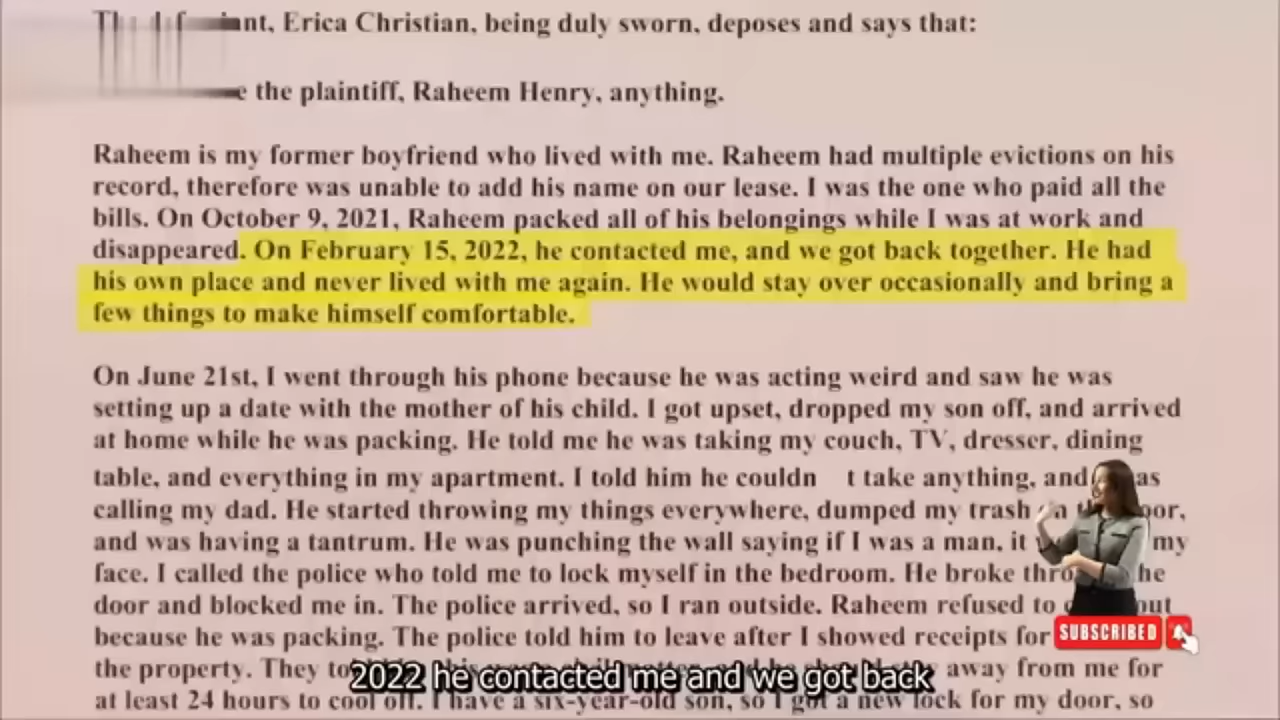 ant, Erica Christian, being duly sworn, deposes and says that:
the plaintiff, Raheem Henry, anything.
Raheem is my former boyfriend who lived with me. Raheem had multiple evictions on his
record, therefore was unable to add his name on our lease. I was the one who paid all the
bills. On October 9, 2021, Raheem packed all of his belongings while I was at work and
disappeared. On February 15, 2022, he contacted me, and we got back together. He had
his own place and never lived with me again. He would stay over occasionally and bring a
few things to make himself comfortable.
On June 21st, I went through his phone because he was acting weird and saw he was
setting up a date with the mother of his child. I got upset, dropped my son off, and arrived
at home while he was packing. He told me he was taking my couch, TV, dresser, dining
table, and everything in my apartment. I told him he couldn t take anything, and as
calling my dad. He started throwing my things everywhere, dumped my trash
and was having a tantrum. He was punching the wall saying if I was a man, it my
face. I called the police who told me to lock myself in the bedroom. He broke
door and blocked me in. The police arrived, so I ran outside. Raheem refused to
because he was packing. The police told him to leave after I showed receipts for
SUBSCRIBED
the property. They away from me for
2022 he contacted me and we got back
at least 24 hours to cool off. I have a six-year-old son, so I got a new lock for my door, so